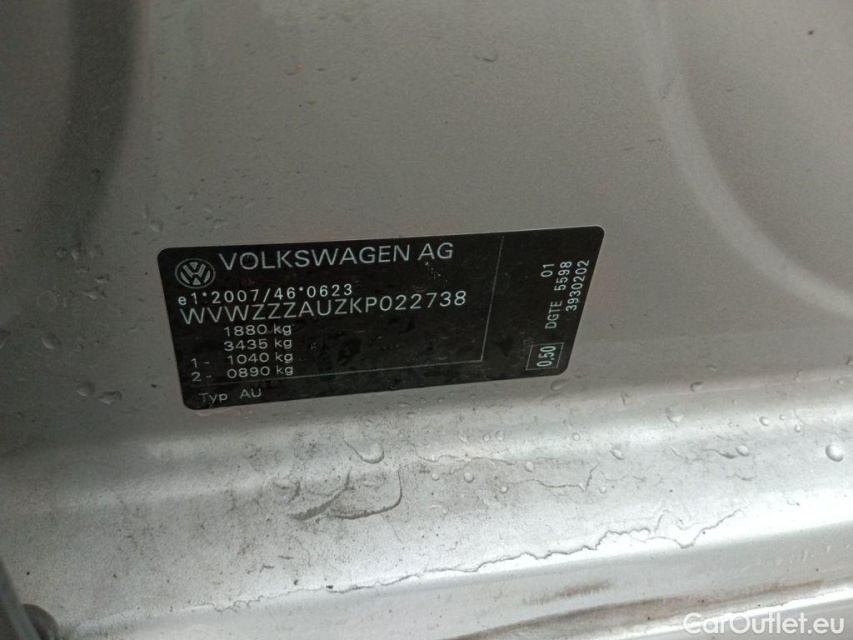 VOLKSWAGEN AG
e1*2007/46*0623
WVWZZZAUZKP022738
1880 kg
3435 kg
1- 1040 kg
2- 0890 kg
Typ AU
01
DGTE 5598
3930202
0.50
CarOutlet.eu